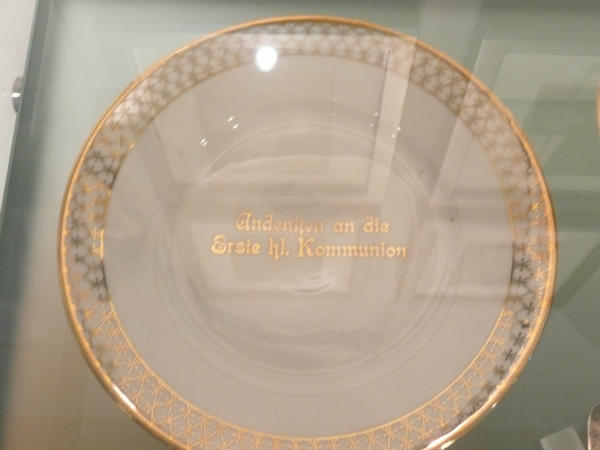 Andenken an die
Erste hl. Kommunion